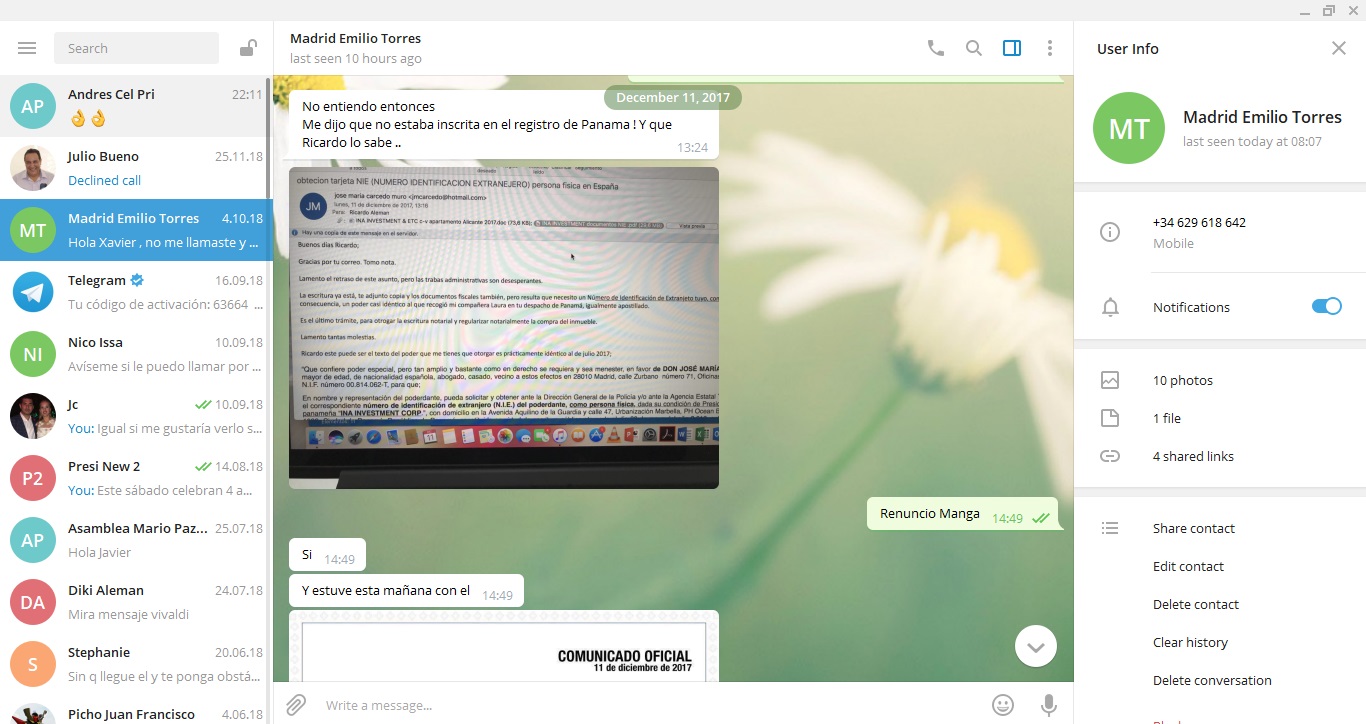 Search
Andres Cel Pri
22:11
👌👌
Julio Bueno
25.11.18
Declined call
Madrid Emilio Torres
4.10.18
Hola Xavier , no me llamaste y ...
Telegram
16.09.18
Tu código de activación: 63664 ...
Nico Issa
10.09.18
Avíseme si le puedo llamar por ...
Jc
10.09.18
You: Igual si me gustaría verlo s...
Presi New 2
14.08.18
You: Este sábado celebran 4 a...
Asamblea Mario Paz...
25.07.18
Hola Javier
Diki Aleman
24.07.18
Mira mensaje vivaldi
Stephanie
20.06.18
Sin q llegue el y te ponga obstá...
Picho Juan Francisco
4.06.18
AP
MT
NI
P2
AP
DA
S
Madrid Emilio Torres
last seen 10 hours ago
December 11, 2017
No entiendo entonces
Me dijo que no estaba inscrita en el registro de Panama ! Y que
Ricardo lo sabe ..
13:24
obtecion tarjeta NIE (NUMERO IDENTIFICACION EXTRANJERO) persona fisica en España
JM
jose maria carcedo muro <jmcarcedo@hotmail.com>
lunes, 11 de diciembre de 2017, 13:16
Para: Ricardo Aleman
INA INVESTMENT & ETC c-v apartamento Alicante 2017.doc (75,6 KB);
Vista previa
Hay una copia de este mensaje en el servidor.
Buenos días Ricardo;
Gracias por tu correo. Tomo nota.
Lamento el retraso de este asunto, pero las trabas administrativas son desesperantes.
La escritura ya está, te adjunto copia y los documentos fiscales también, pero resulta que necesito un Número de Identificación de Extranjeto tuyo, con
consecuencia, un poder casi idéntico al que recogió mi compañera Laura en tu despacho de Panamá, igualmente apostillado.
Es el último trámite, para otrogar la escritura notarial y regularizar notarialmente la compra del inmueble.
Lamento tantas molestias.
Ricardo este puede ser el texto del poder que me tienes que otorgar es prácticamente idéntico al de julio 2017;
"Que confiere poder especial, pero tan amplio y bastante como en derecho se requiera y sea menester, en favor de DON JOSÉ MARÍA
mayor de edad, de nacionalidad española, abogado, casado, vecino a estos efectos en 28010 Madrid, calle Zurbano número 71, Oficinas
N.I.F. número 00.814.062-T, para que;
En nombre y representación del poderdante, pueda solicitar y obtener ante la Dirección General de la Policía y/o ante la Agencia Estatal
el correspondiente número de identificación de extranjero (N.I.E.) del poderdante, como persona física, dada su condición de Pres
panameña "INA INVESTMENT CORP.", con domicilio en la Avenida Aquilino de la Guardia y calle 47, Urbanización Marbella, PH Ocean
Renuncio Manga
14:49
Si
14:49
Y estuve esta mañana con el
14:49
COMUNICADO OFICIAL
11 de diciembre de 2017
Write a message...
User Info
MT
Madrid Emilio Torres
last seen today at 08:07
+34 629 618 642
Mobile
Notifications
10 photos
1 file
4 shared links
Share contact
Edit contact
Delete contact
Clear history
Delete conversation